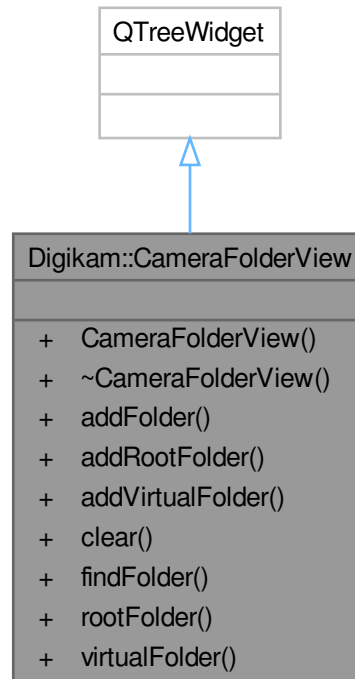 QTreeWidget
Digikam::CameraFolderView
+ CameraFolderView()
+ ~CameraFolderView()
+ addFolder()
+ addRootFolder()
+ addVirtualFolder()
+ clear()
+ findFolder()
+ rootFolder()
+ virtualFolder()